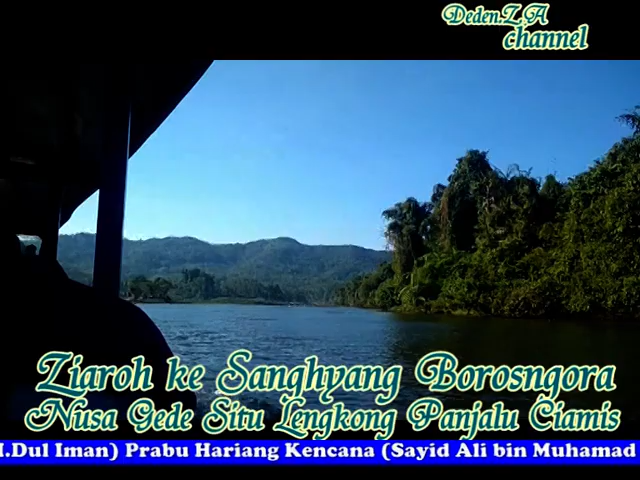 Deden.Z.A
channel
Ziaroh ke Sanghyang Borosngora
Nusa Gede Situ Lengkong Panjalu Ciamis
.Dul Iman) Prabu Hariang Kencana (Sayid Ali bin Muhamad